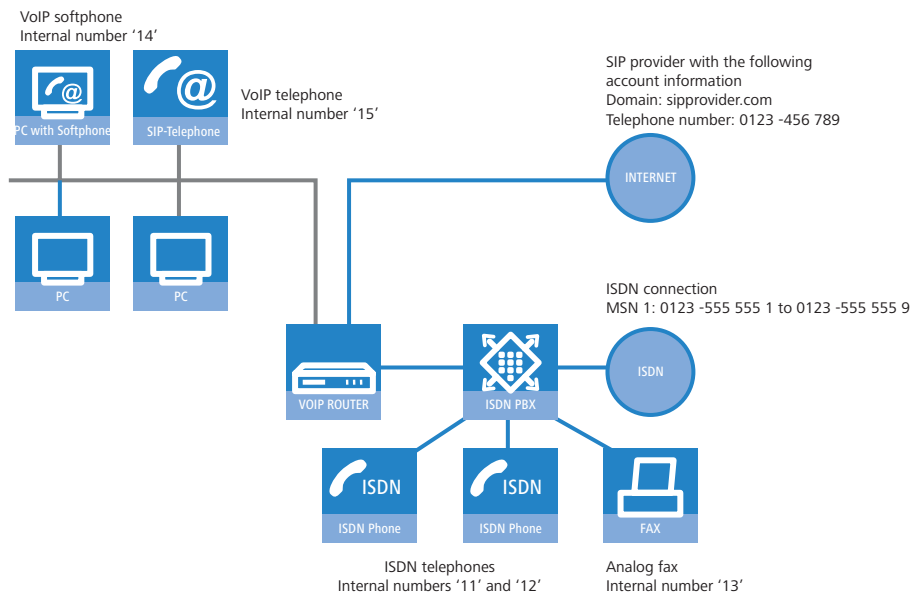 VoIP softphone
Internal number ‘14’
PC with Softphone
SIP-Telephone
VoIP telephone
Internal number ‘15’
SIP provider with the following
account information
Domain: sipprovider.com
Telephone number: 0123 -456 789
INTERNET
PC
PC
ISDN connection
MSN 1: 0123 -555 555 1 to 0123 -555 555 9
VOIP ROUTER
ISDN PBX
ISDN
ISDN
ISDN Phone
ISDN
ISDN Phone
FAX
ISDN telephones
Internal numbers ‘11’ and ‘12’
Analog fax
Internal number ‘13’